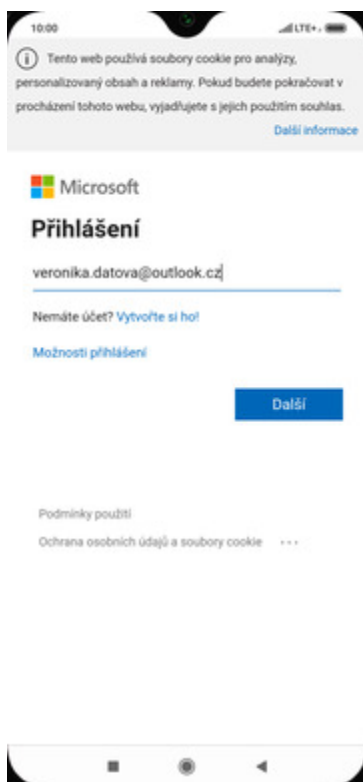 10:00
LTE+
Tento web používá soubory cookie pro analýzy,
personalizovaný obsah a reklamy. Pokud budete pokračovat v
procházení tohoto webu, vyjadřujete s jejich použitím souhlas.
Další informace
Microsoft
Přihlášení
veronika.datova@outlook.cz
Nemáte účet? Vytvořte si ho!
Možnosti přihlášení
Další
Podmínky použití
Ochrana osobních údajů a soubory cookie ...